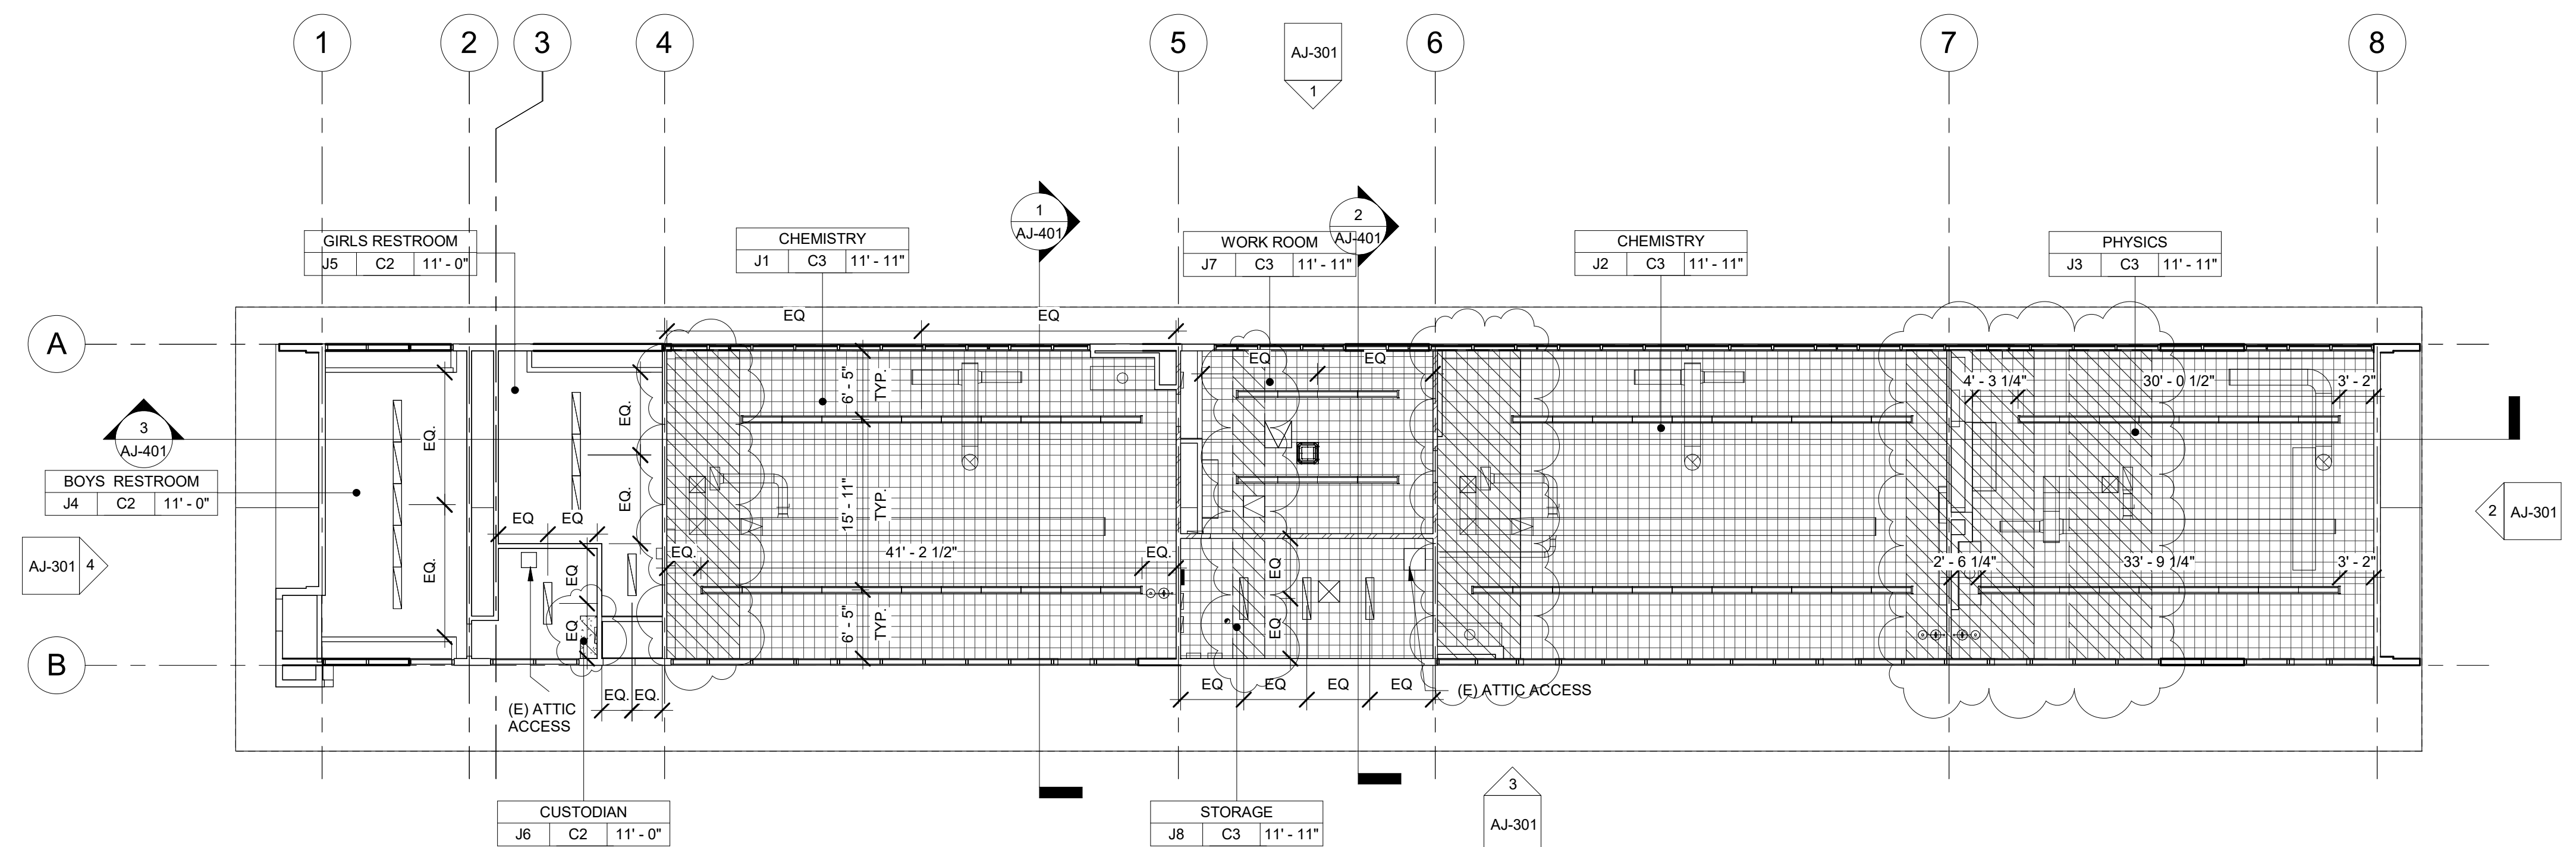 1
2
3
4
5
6
7
8
AJ-301
1
1
AJ-401
2
AJ-401
GIRLS RESTROOM
J5 C2 11' - 0"
CHEMISTRY
J1 C3 11' - 11"
WORK ROOM
J7 C3 11' - 11"
CHEMISTRY
J2 C3 11' - 11"
PHYSICS
J3 C3 11' - 11"
EQ
EQ
A
EQ
EQ
6' - 5"
TYP.
4' - 3 1/4"
30' - 0 1/2"
3' - 2"
EQ.
EQ.
3
AJ-401
BOYS RESTROOM
J4 C2 11' - 0"
EQ.
15' - 11"
TYP.
EQ
EQ
2
AJ-301
AJ-301
4
EQ.
EQ.
41' - 2 1/2"
EQ.
EQ
EQ
2' - 6 1/4"
33' - 9 1/4"
3' - 2"
EQ
EQ
6' - 5"
TYP.
B
(E) ATTIC
ACCESS
EQ.
EQ.
EQ
EQ
EQ
EQ
(E) ATTIC ACCESS
3
AJ-301
CUSTODIAN
J6 C2 11' - 0"
STORAGE
J8 C3 11' - 11"